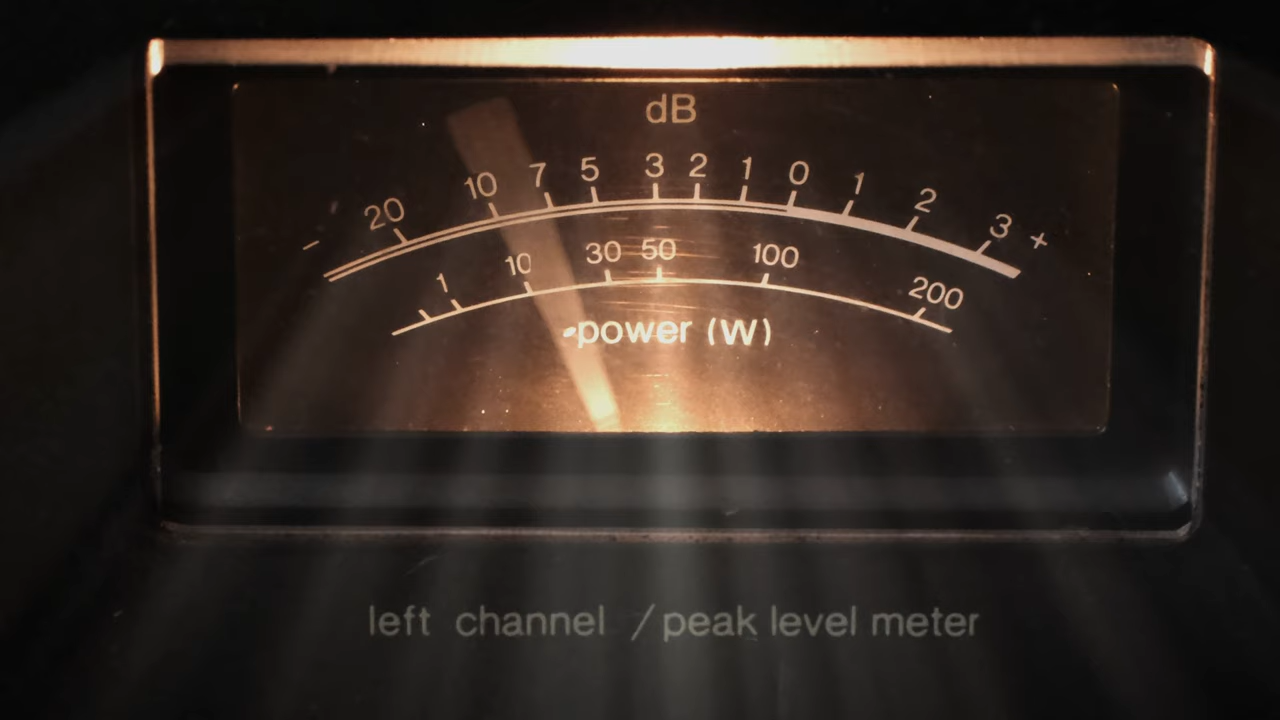 dB
20 10 7 5 3 2 1 0 1 2 3
- +
1 10 30 50 100 200
power (W)
left channel / peak level meter